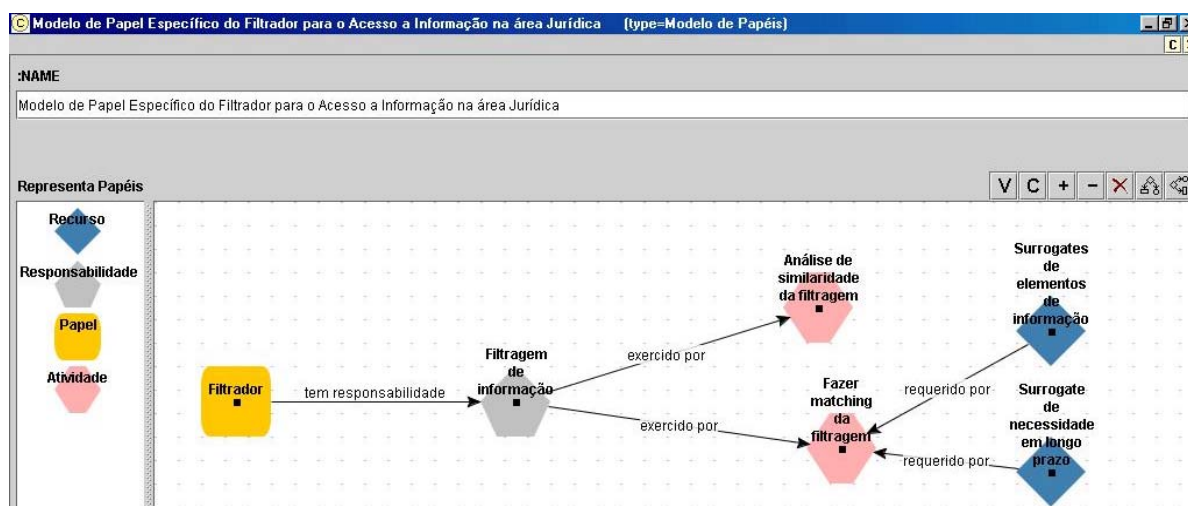 Modelo de Papel Específico do Filtrador para o Acesso a Informação na área Jurídica (type=Modelo de Papéis)
C
:NAME
Modelo de Papel Específico do Filtrador para o Acesso a Informação na área Jurídica
Representa Papéis
V C + −
Recurso
Responsabilidade
Papel
Atividade
Filtrador
tem responsabilidade
Filtragem
de
informação
exercido por
exercido por
Análise de
similaridade
da filtragem
Fazer
matching
da
filtragem
requerido por
requerido por
Surrogates
de
elementos
de
informação
Surrogate
de
necessidade
em longo
prazo